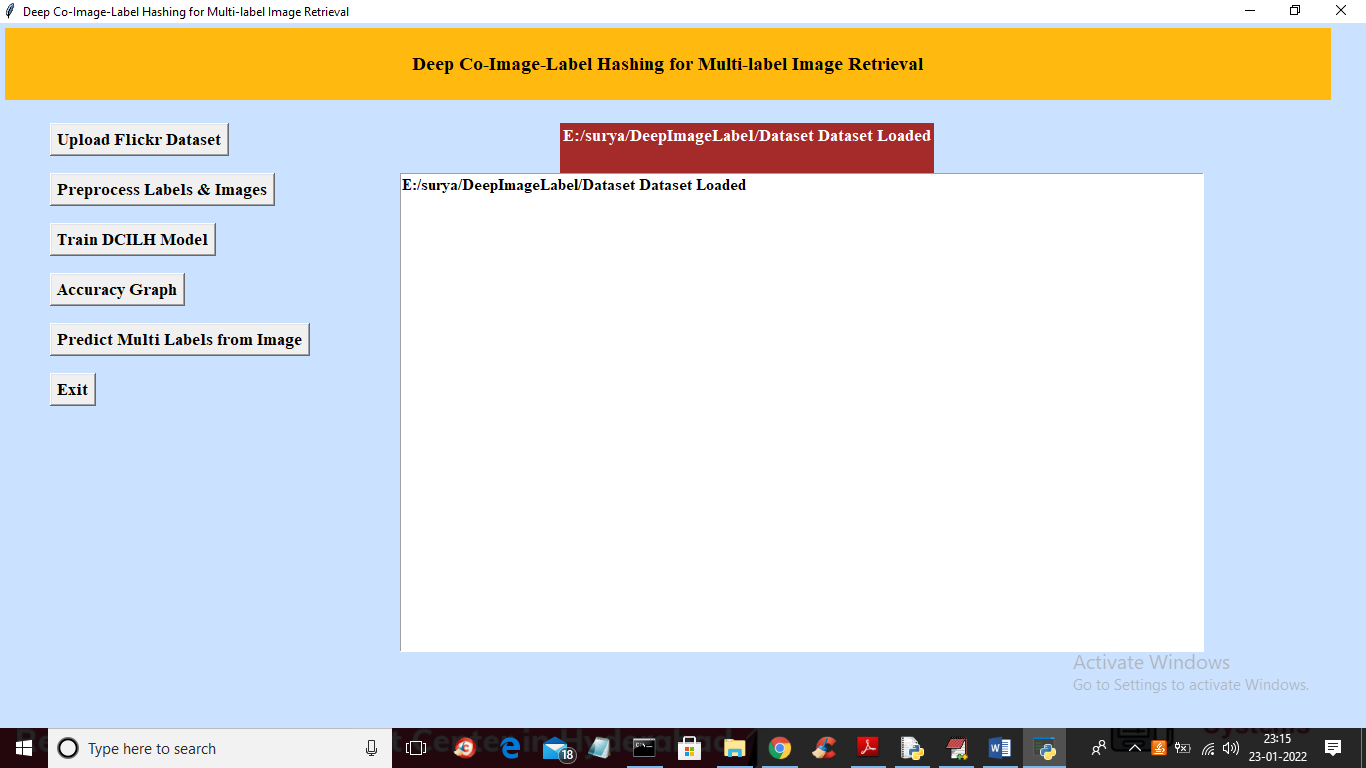 Deep Co-Image-Label Hashing for Multi-label Image Retrieval
Deep Co-Image-Label Hashing for Multi-label Image Retrieval
Upload Flickr Dataset
E:/surya/DeepImageLabel/Dataset Dataset Loaded
Preprocess Labels & Images
E:/surya/DeepImageLabel/Dataset Dataset Loaded
Train DCILH Model
Accuracy Graph
Predict Multi Labels from Image
Exit
Activate Windows
Go to Settings to activate Windows.
Type here to search
18
23:15
23-01-2022